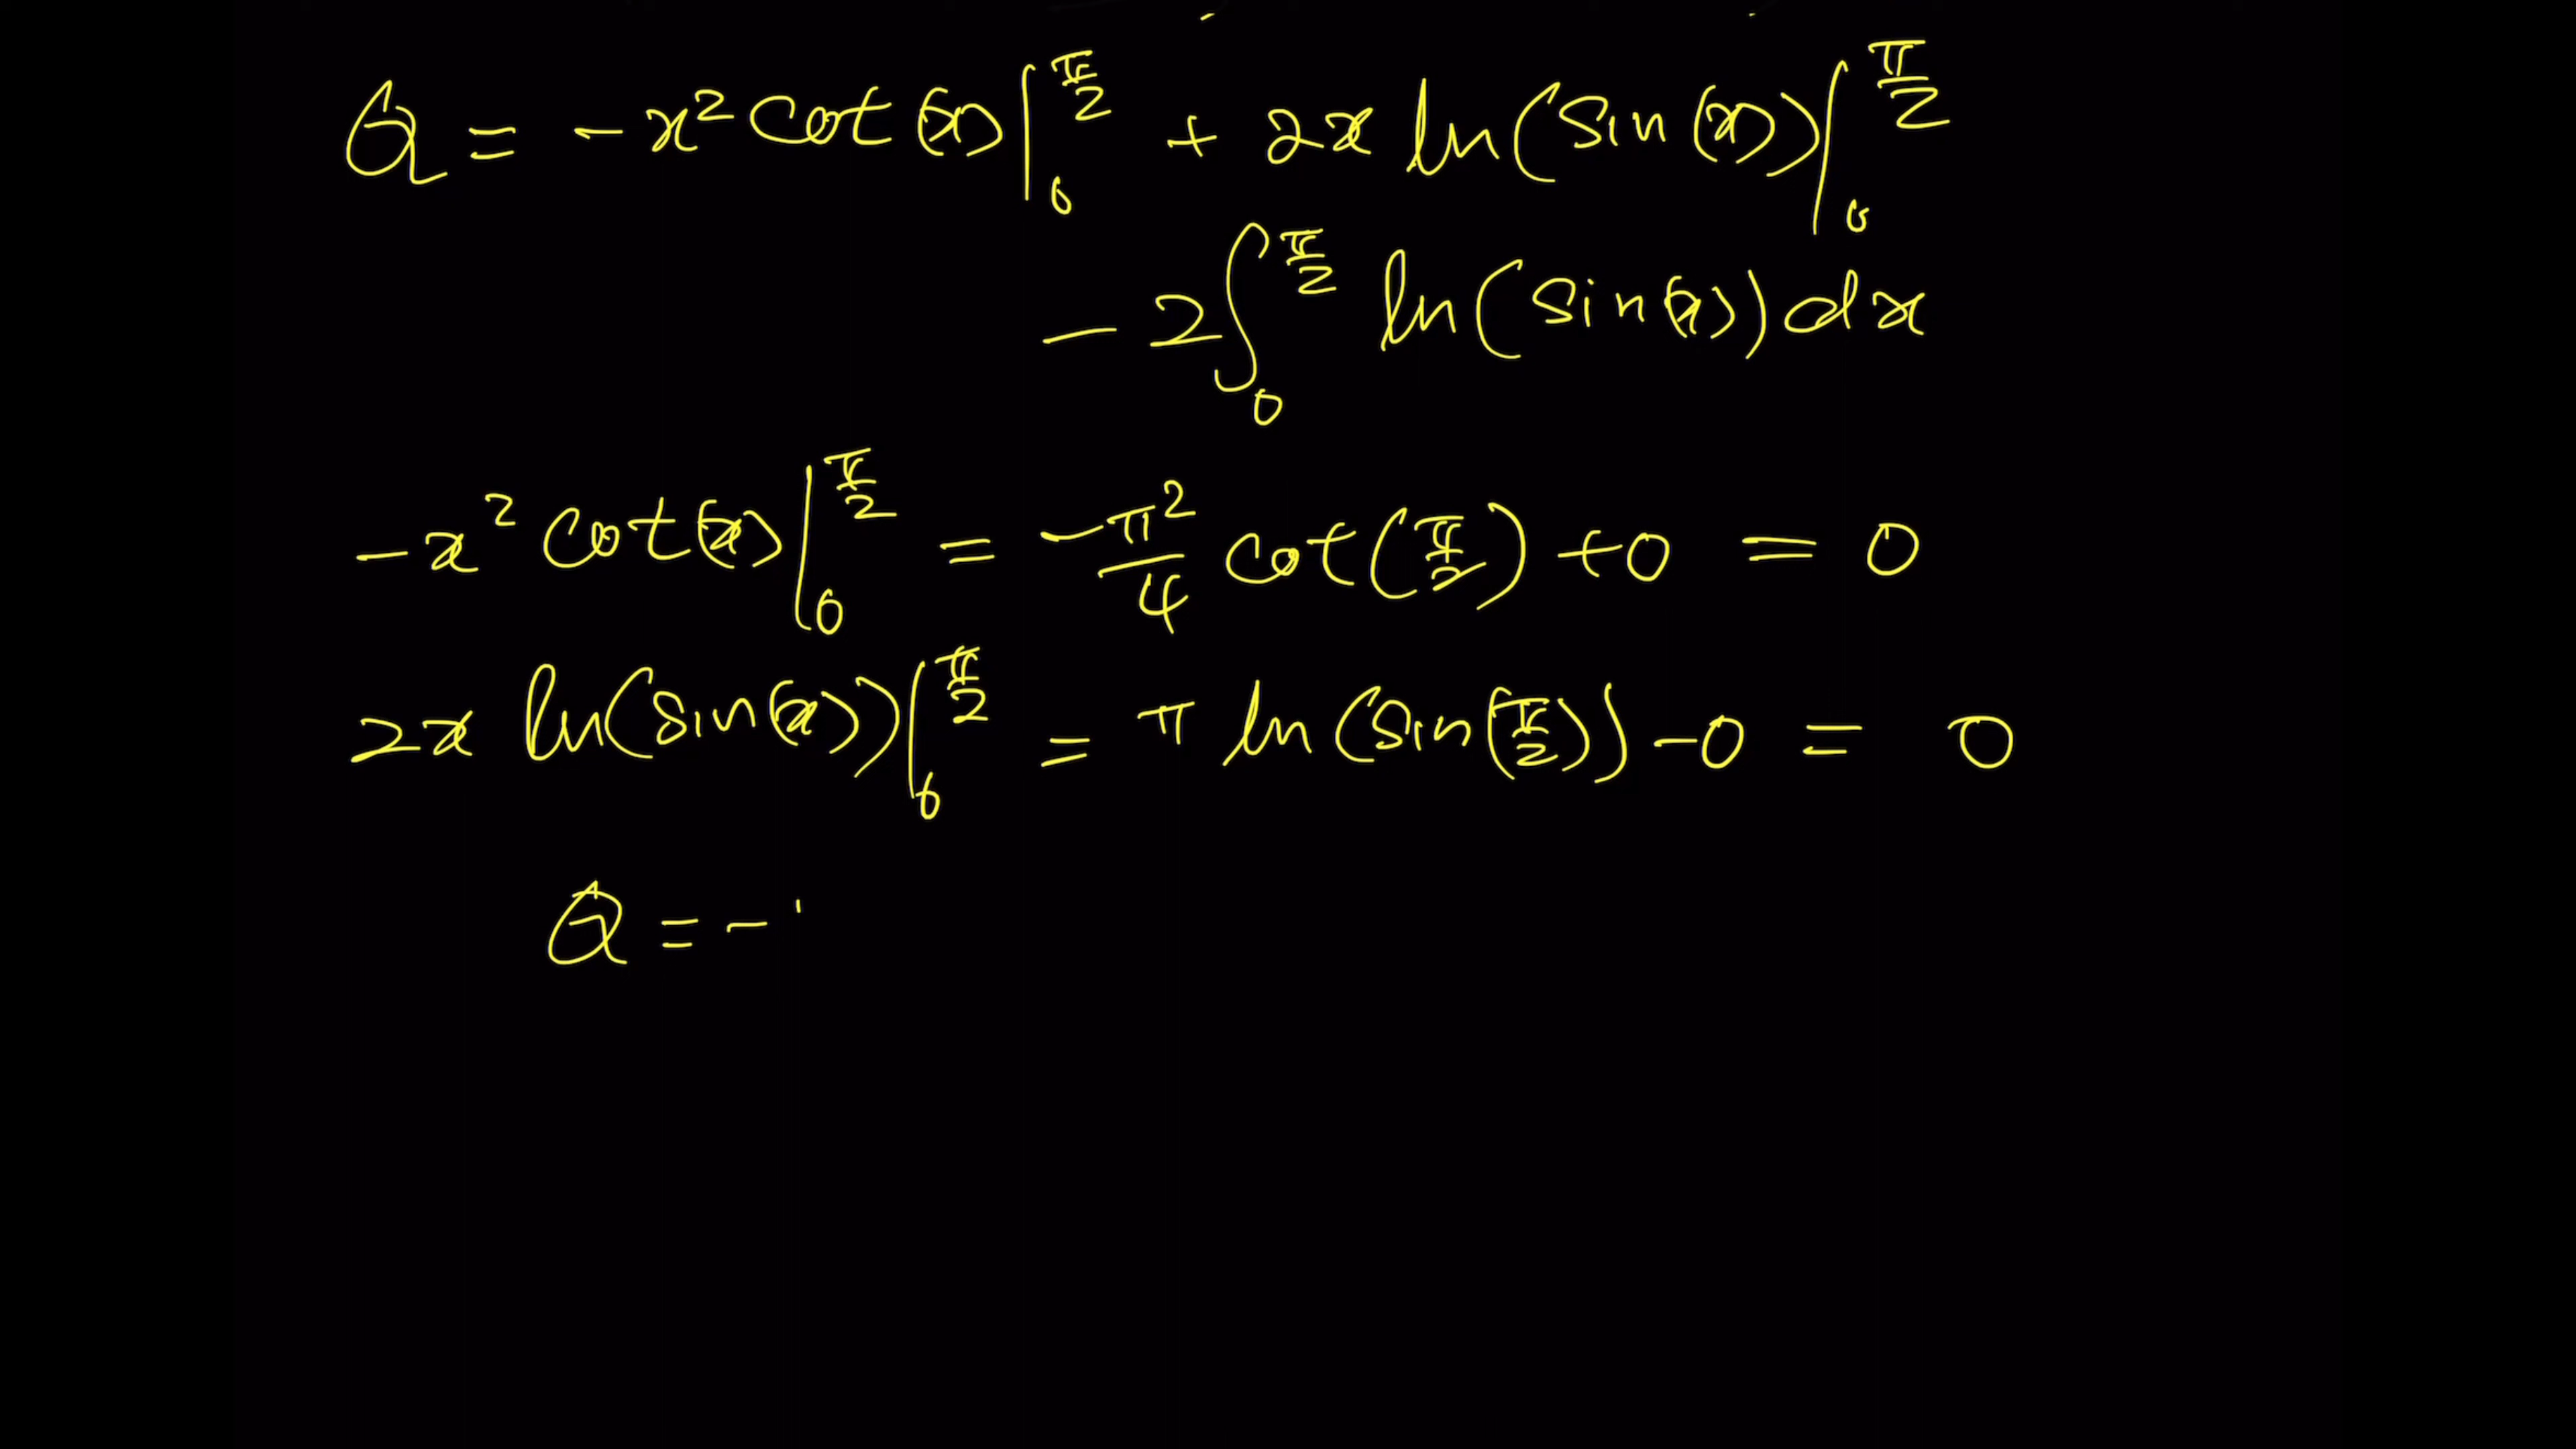 Q = -x² cot(x)|₀^(π/2) + 2x ln(sin(x))|₀^(π/2)
- 2∫₀^(π/2) ln(sin(x)) dx
-x² cot(x)|₀^(π/2) = -π²/4 cot(π/2) + 0 = 0
2x ln(sin(x))|₀^(π/2) = π ln(sin(π/2)) - 0 = 0
Q = -